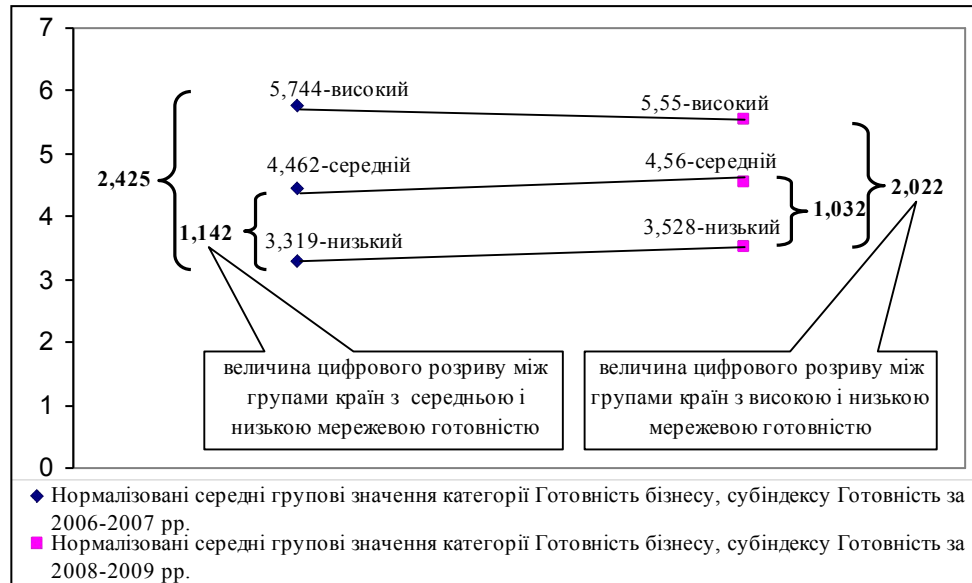 7
6
5
4
3
2
1
0
5,744-високий
5,55-високий
4,462-середній
4,56-середній
2,425
2,022
1,142
1,032
3,319-низький
3,528-низький
величина цифрового розриву між
групами країн з середньою і
низькою мережевою готовністю
величина цифрового розриву між
групами країн з високою і низькою
мережевою готовністю
Нормалізовані середні групові значення категорії Готовність бізнесу, субіндексу Готовність за
2006-2007 рр.
Нормалізовані середні групові значення категорії Готовність бізнесу, субіндексу Готовність за
2008-2009 рр.